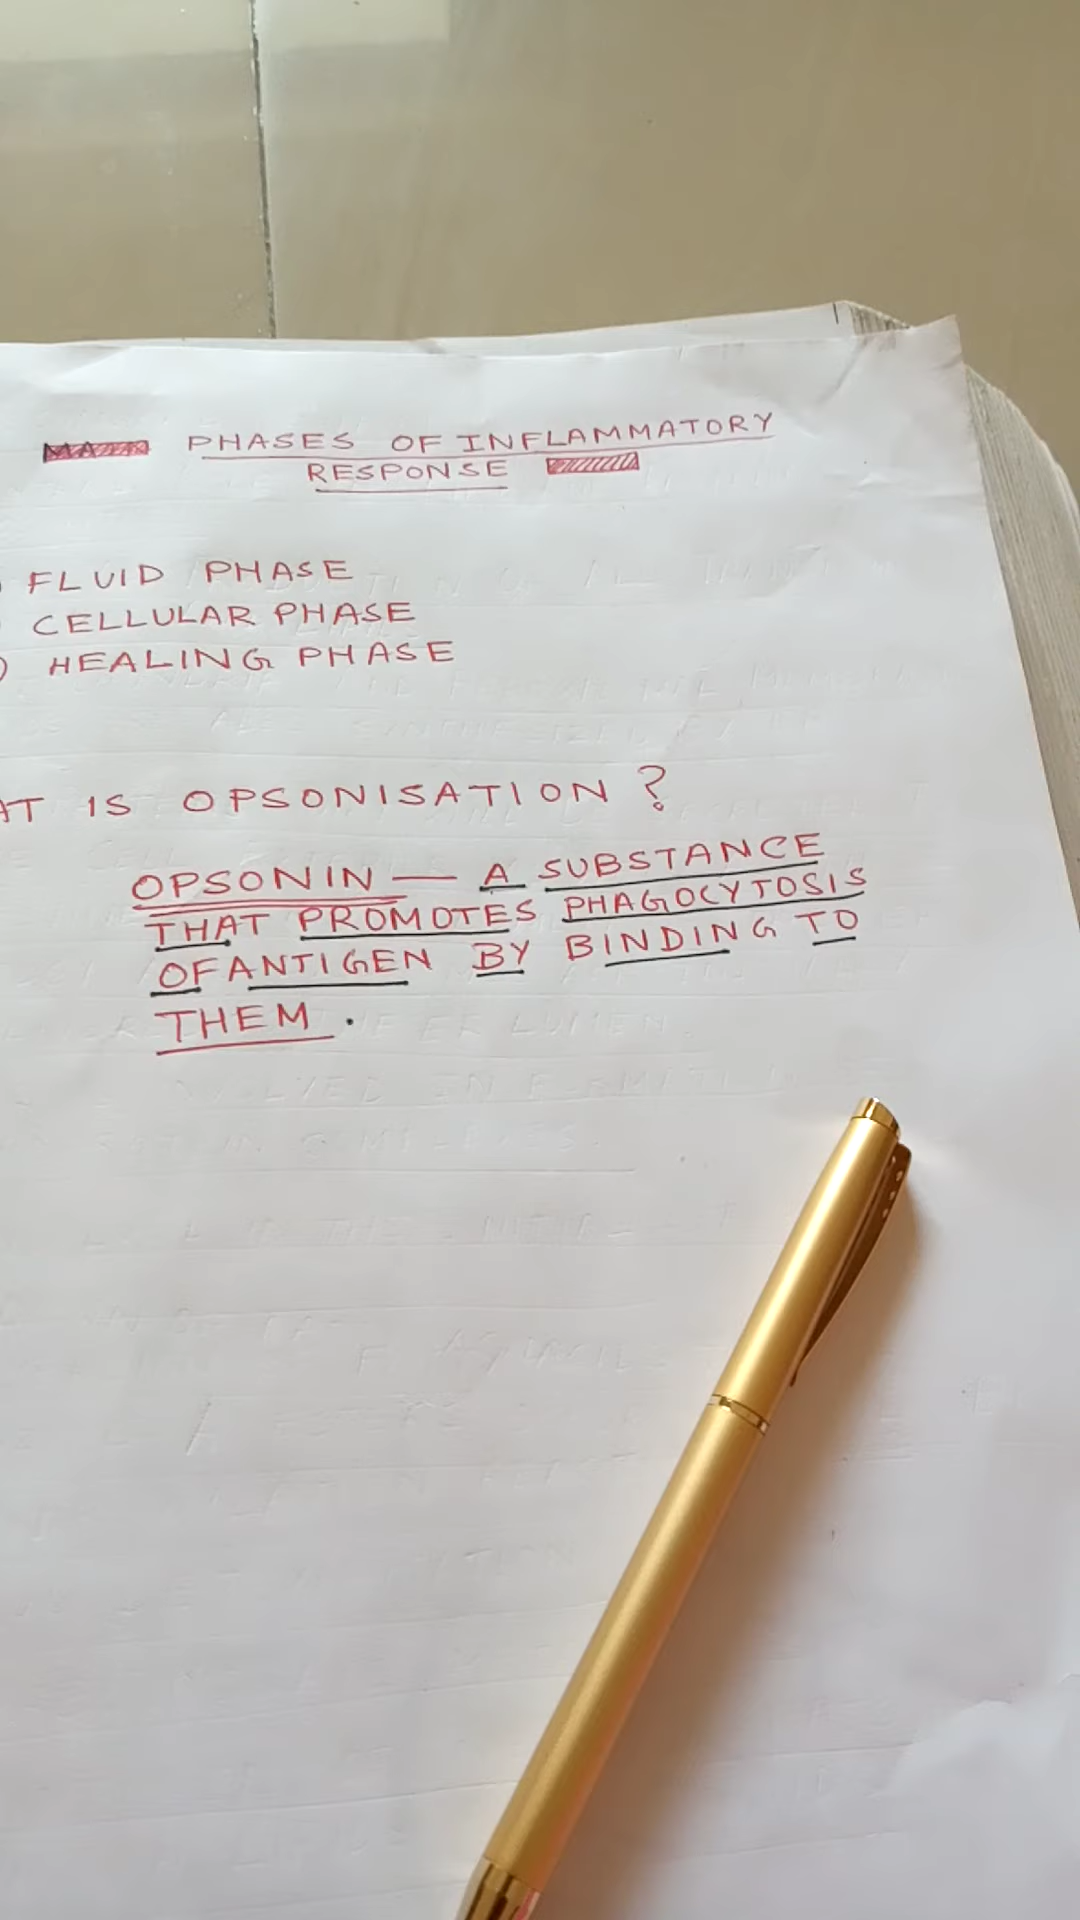 PHASES OF INFLAMMATORY
RESPONSE
FLUID PHASE
CELLULAR PHASE
) HEALING PHASE
AT IS OPSONISATION ?
OPSONIN — A SUBSTANCE
THAT PROMOTES PHAGOCYTOSIS
OF ANTIGEN BY BINDING TO
THEM .